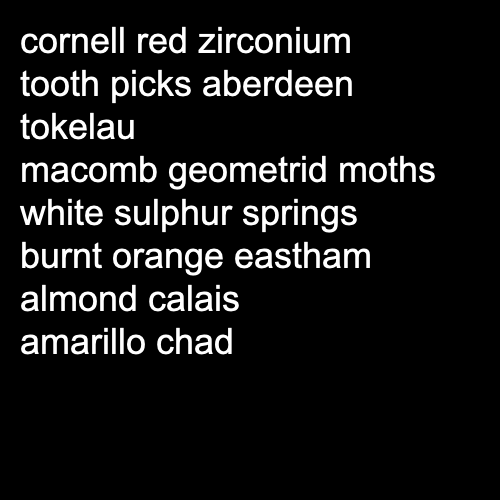 cornell red zirconium
tooth picks aberdeen
tokelau
macomb geometrid moths
white sulphur springs
burnt orange eastham
almond calais
amarillo chad